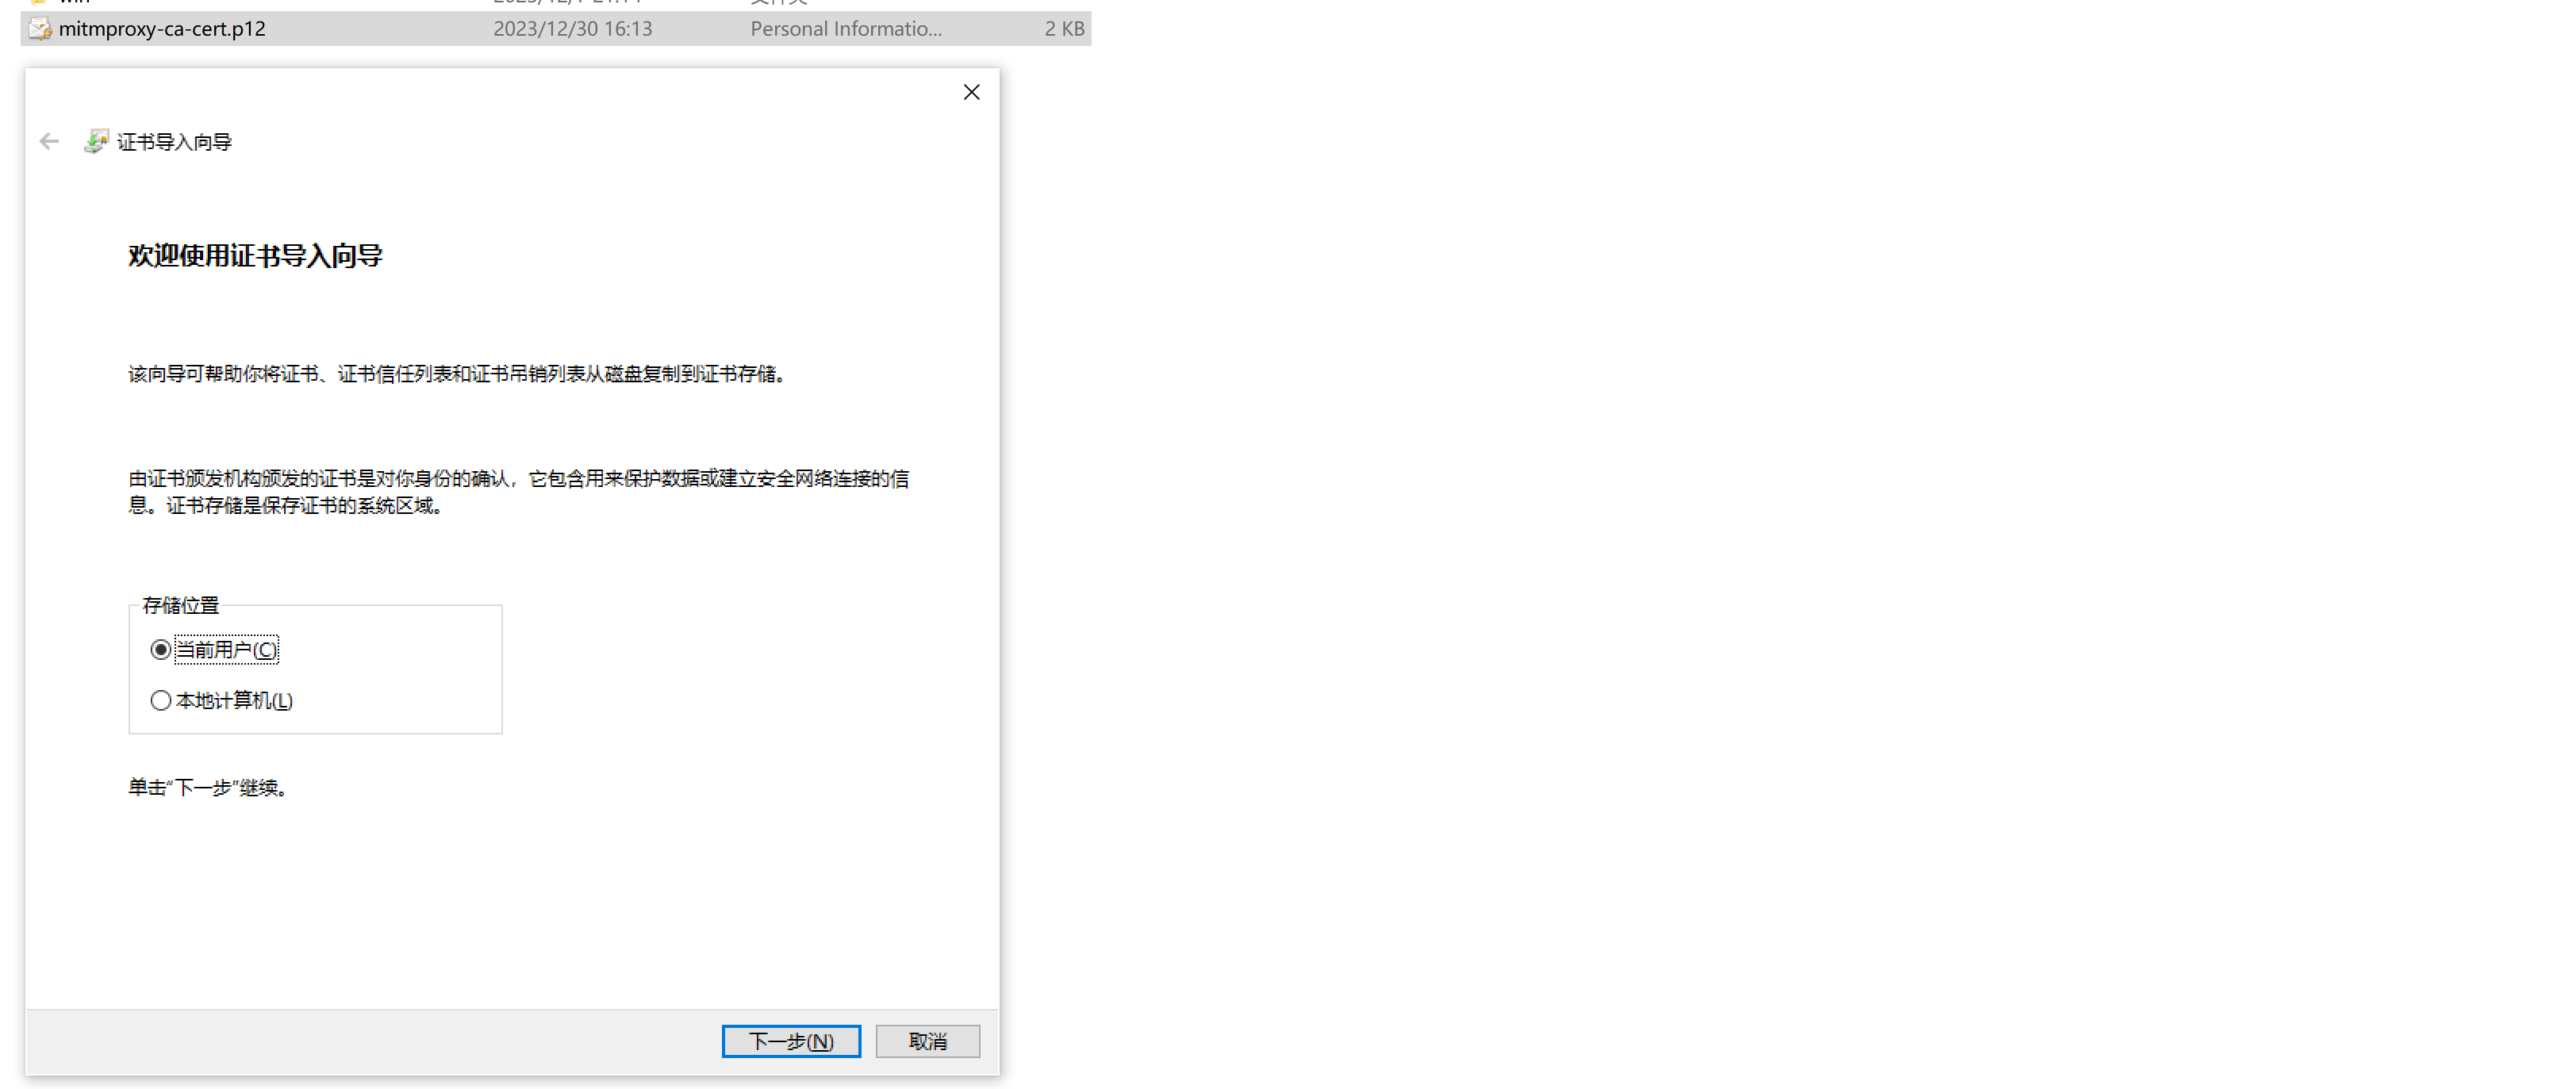 mitmproxy-ca-cert.p12 2023/12/30 16:13 Personal Informatio... 2 KB
证书导入向导
欢迎使用证书导入向导
该向导可帮助你将证书、证书信任列表和证书吊销列表从磁盘复制到证书存储。
由证书颁发机构颁发的证书是对你身份的确认，它包含用来保护数据或建立安全网络连接的信
息。证书存储是保存证书的系统区域。
存储位置
当前用户(C)
本地计算机(L)
单击“下一步”继续。
下一步(N) 取消